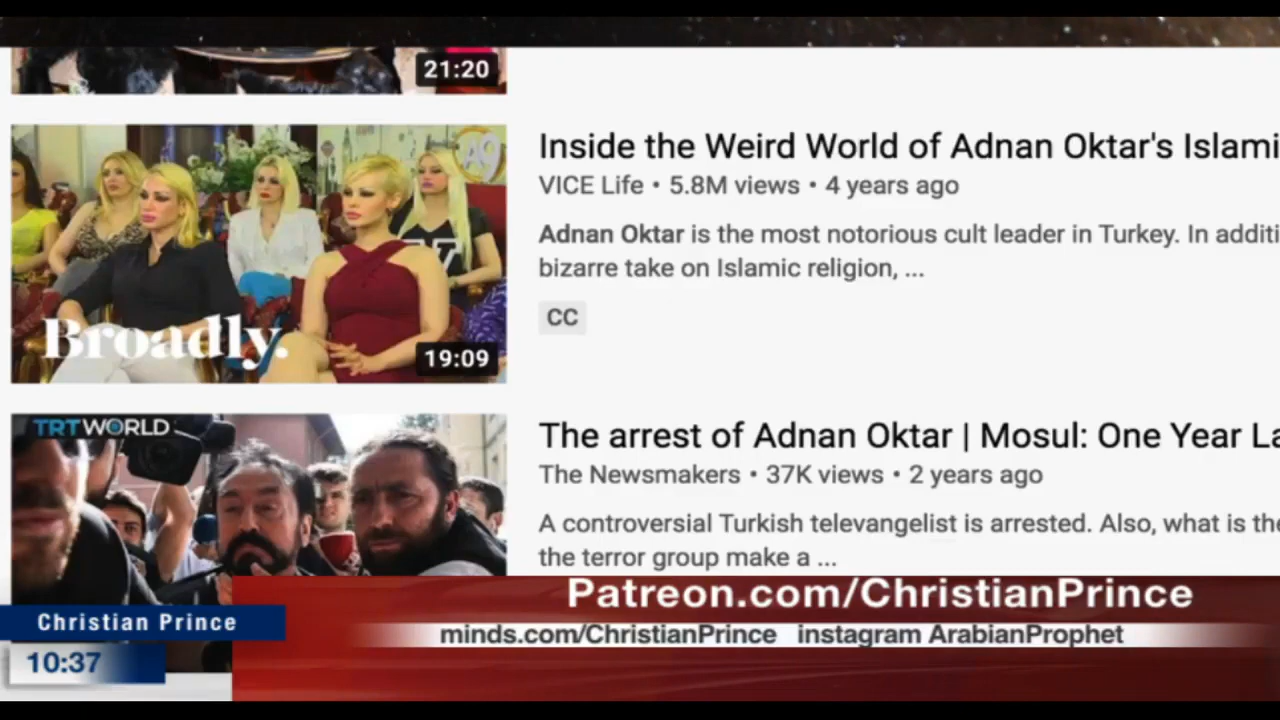 21:20
A9
Broadly.
19:09
Inside the Weird World of Adnan Oktar's Islami
VICE Life • 5.8M views • 4 years ago
Adnan Oktar is the most notorious cult leader in Turkey. In additi
bizarre take on Islamic religion, ...
CC
TRT WORLD
The arrest of Adnan Oktar | Mosul: One Year La
The Newsmakers • 37K views • 2 years ago
A controversial Turkish televangelist is arrested. Also, what is the
the terror group make a ...
Patreon.com/ChristianPrince
Christian Prince
minds.com/ChristianPrince instagram ArabianProphet
10:37